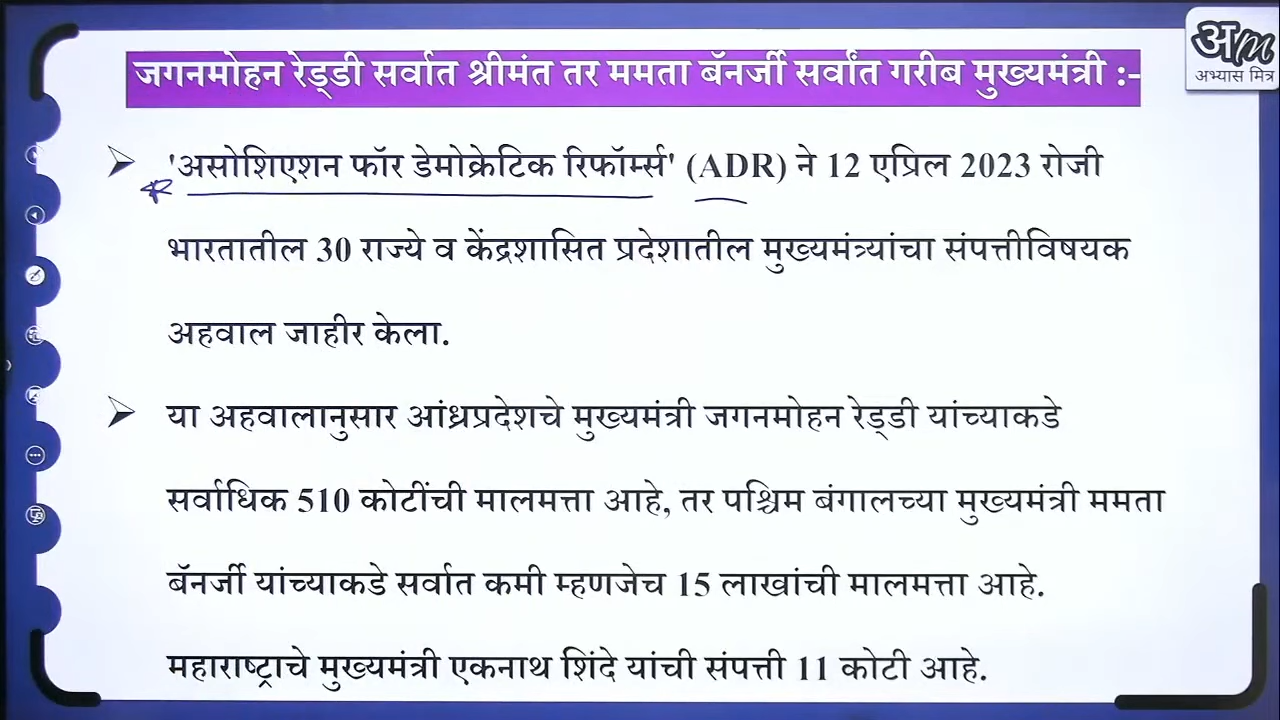 जगनमोहन रेड्डी सर्वात श्रीमंत तर ममता बॅनर्जी सर्वांत गरीब मुख्यमंत्री :-
अm
अभ्यास मित्र
'असोशिएशन फॉर डेमोक्रेटिक रिफॉर्म्स' (ADR) ने 12 एप्रिल 2023 रोजी
भारतातील 30 राज्ये व केंद्रशासित प्रदेशातील मुख्यमंत्र्यांचा संपत्तीविषयक
अहवाल जाहीर केला.
या अहवालानुसार आंध्रप्रदेशचे मुख्यमंत्री जगनमोहन रेड्डी यांच्याकडे
सर्वाधिक 510 कोटींची मालमत्ता आहे, तर पश्चिम बंगालच्या मुख्यमंत्री ममता
बॅनर्जी यांच्याकडे सर्वात कमी म्हणजेच 15 लाखांची मालमत्ता आहे.
महाराष्ट्राचे मुख्यमंत्री एकनाथ शिंदे यांची संपत्ती 11 कोटी आहे.